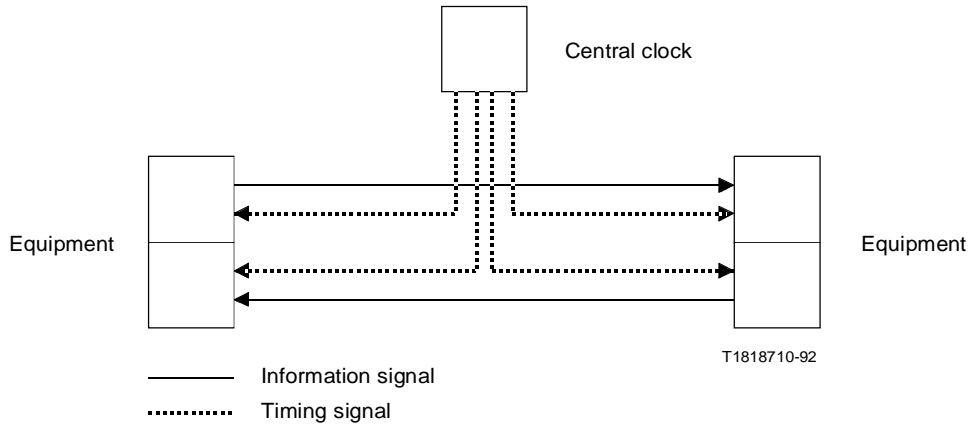 Central clock
Equipment
Equipment
T1818710-92
Information signal
Timing signal